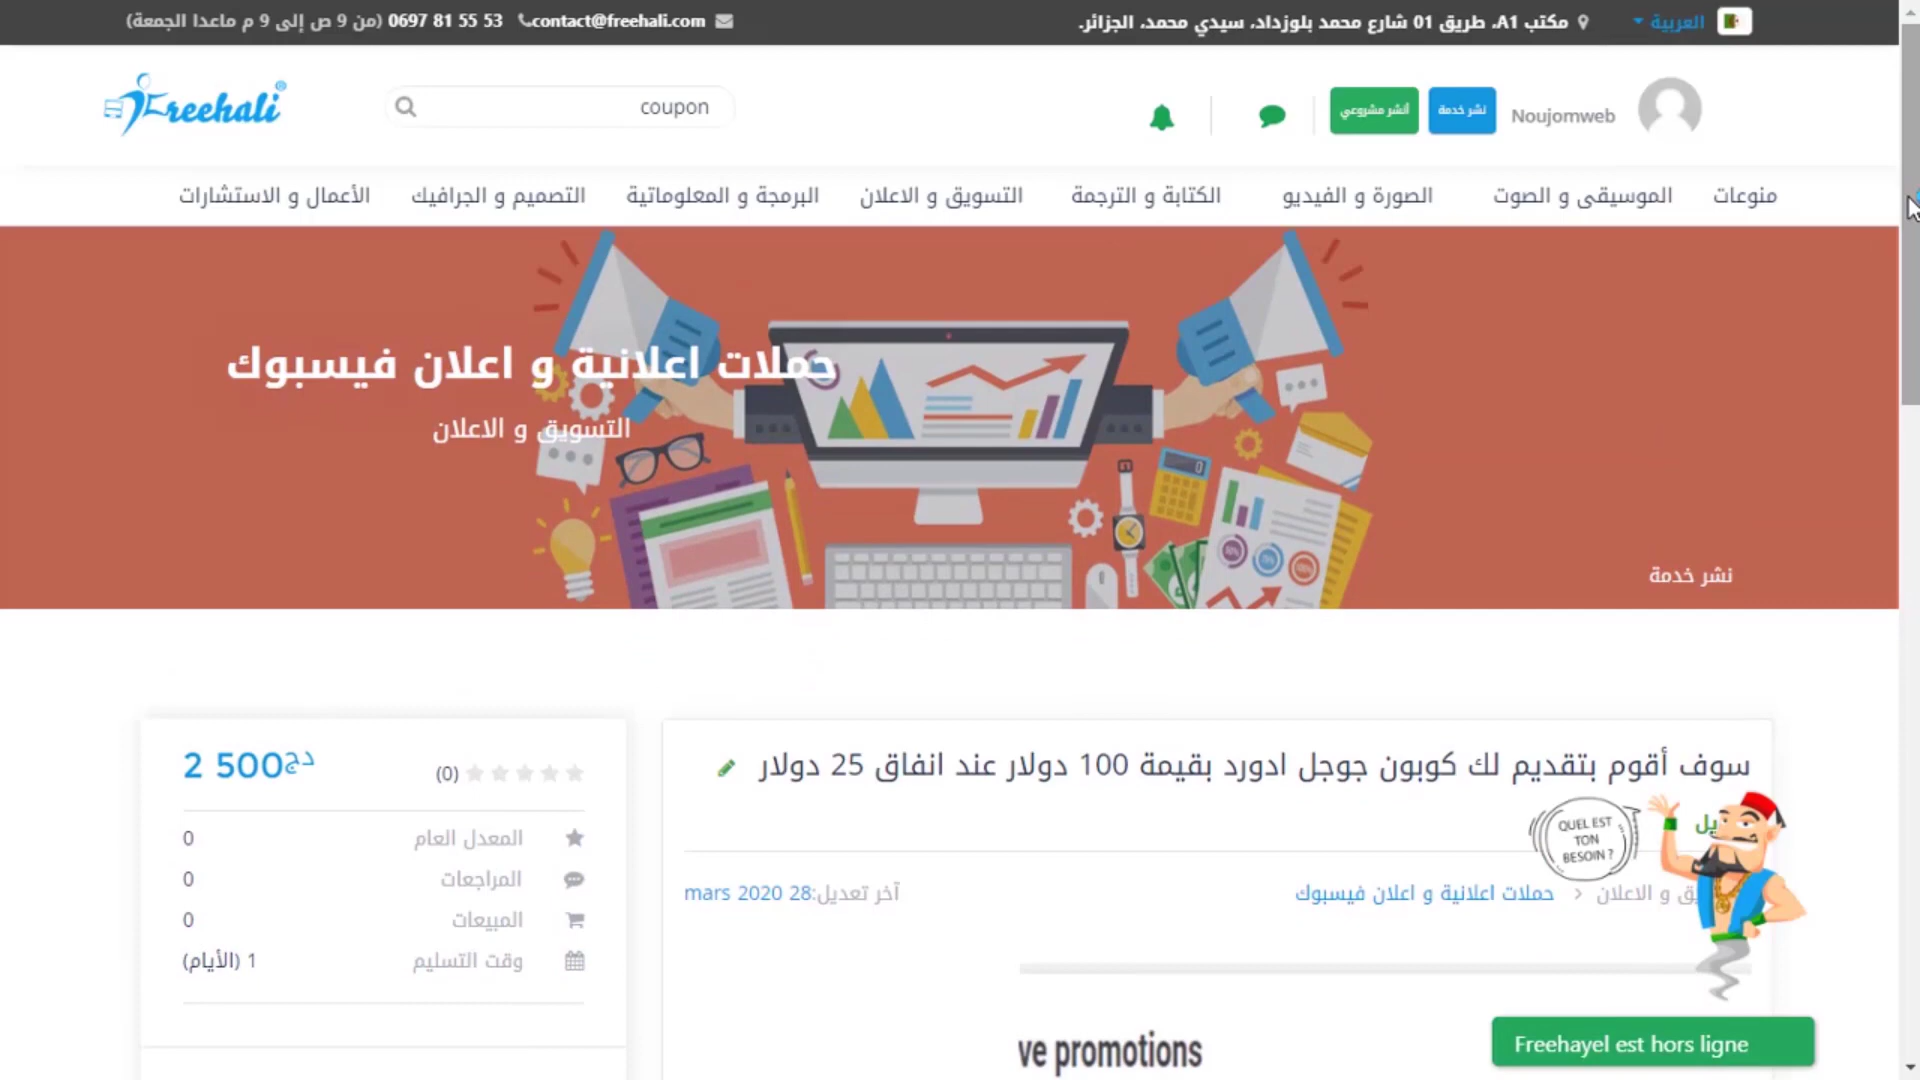 العربية
مكتب A1، طريق 01 شارع محمد بلوزداد، سيدي محمد، الجزائر.
contact@freehali.com
0697 81 55 53 (من 9 ص إلى 9 م ماعدا الجمعة)
Freehali®
coupon
أنشر مشروعي
نشر خدمة
Noujomweb
منوعات
الموسيقى و الصوت
الصورة و الفيديو
الكتابة و الترجمة
التسويق و الاعلان
البرمجة و المعلوماتية
التصميم و الجرافيك
الأعمال و الاستشارات
حملات اعلانية و اعلان فيسبوك
التسويق و الاعلان
نشر خدمة
سوف أقوم بتقديم لك كوبون جوجل ادورد بقيمة 100 دولار عند انفاق 25 دولار
QUEL EST
TON
BESOIN ?
حملات اعلانية و اعلان فيسبوك < ق و الاعلان
آخر تعديل:28 mars 2020
ve promotions
2 500دج
(0)
المعدل العام 0
المراجعات 0
المبيعات 0
وقت التسليم 1 (الأيام)
Freehayel est hors ligne